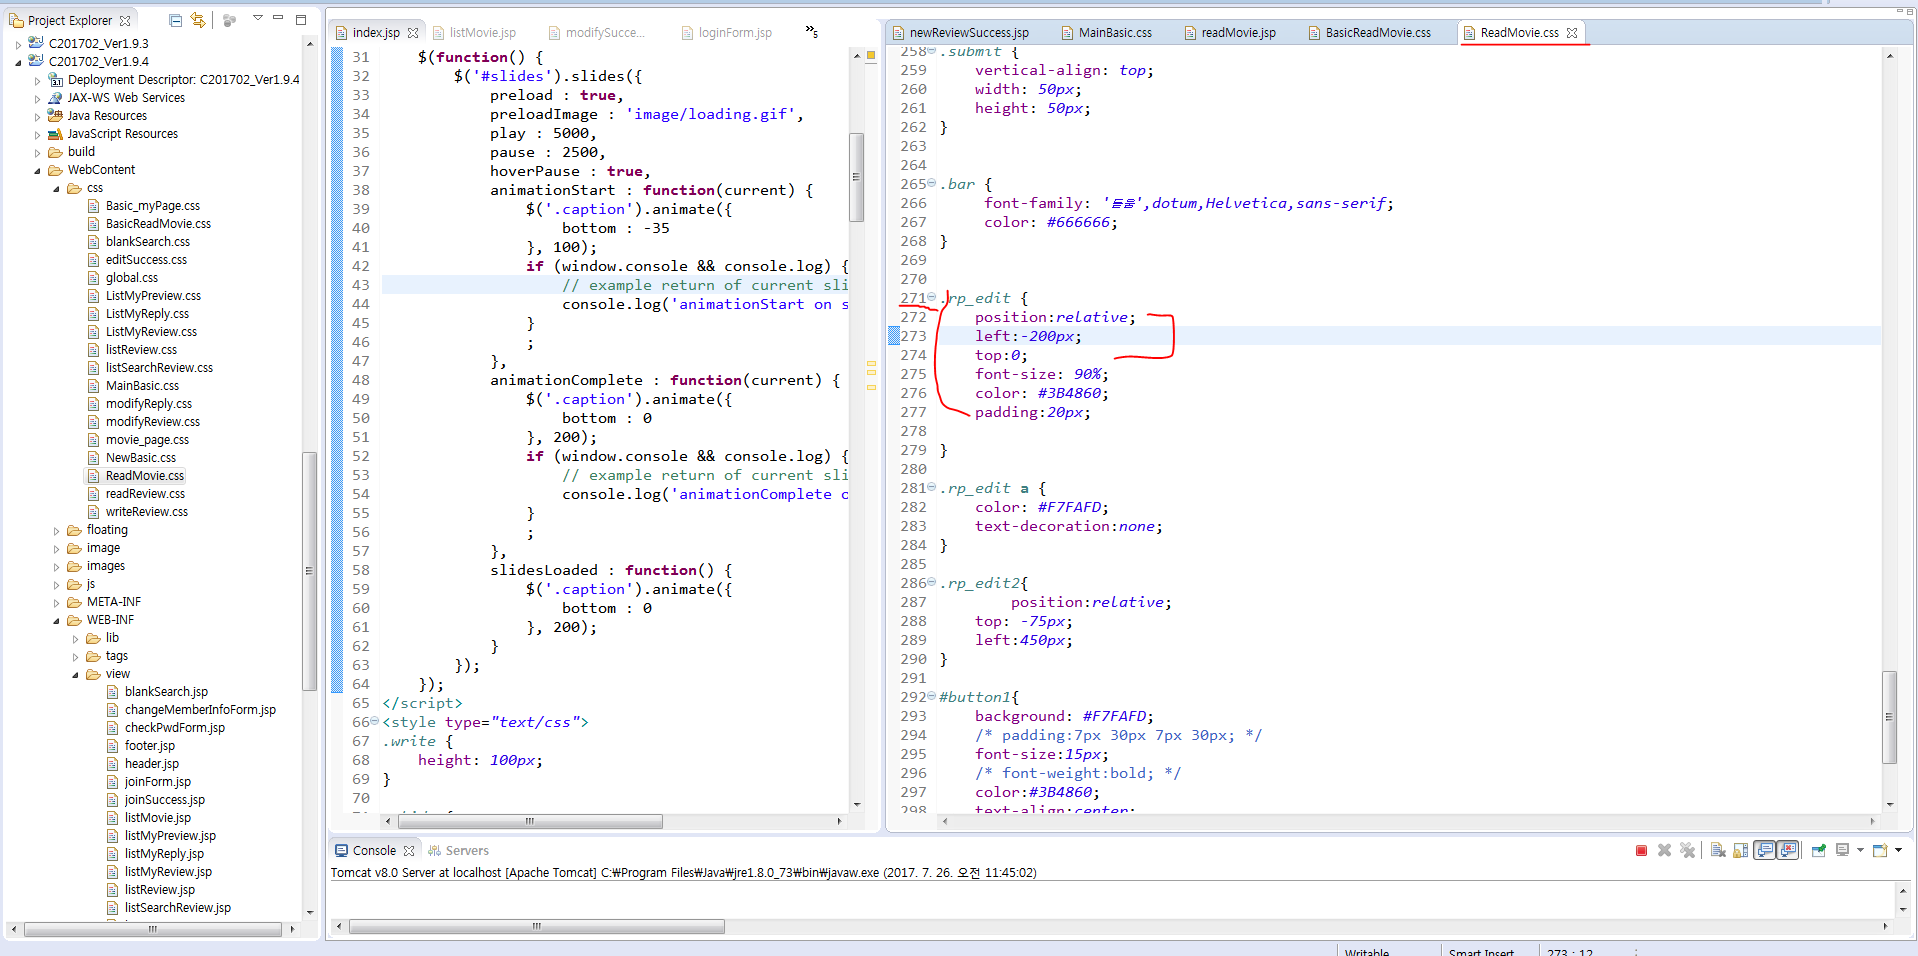 Project Explorer
C201702_Ver1.9.3
C201702_Ver1.9.4
Deployment Descriptor: C201702_Ver1.9.4
JAX-WS Web Services
Java Resources
JavaScript Resources
build
WebContent
css
Basic_myPage.css
BasicReadMovie.css
blankSearch.css
editSuccess.css
global.css
ListMyPreview.css
ListMyReply.css
ListMyReview.css
listReview.css
listSearchReview.css
MainBasic.css
modifyReply.css
modifyReview.css
movie_page.css
NewBasic.css
ReadMovie.css
readReview.css
writeReview.css
floating
image
images
js
META-INF
WEB-INF
lib
tags
view
blankSearch.jsp
changeMemberInfoForm.jsp
checkPwdForm.jsp
footer.jsp
header.jsp
joinForm.jsp
joinSuccess.jsp
listMovie.jsp
listMyPreview.jsp
listMyReply.jsp
listMyReview.jsp
listReview.jsp
listSearchReview.jsp
index.jsp listMovie.jsp modifySucce... loginForm.jsp »5
31 $(function() {
32 $('#slides').slides({
33 preload : true,
34 preloadImage : 'image/loading.gif',
35 play : 5000,
36 pause : 2500,
37 hoverPause : true,
38 animationStart : function(current) {
39 $('.caption').animate({
40 bottom : -35
41 }, 100);
42 if (window.console && console.log) {
43 // example return of current sli
44 console.log('animationStart on s
45 }
46 ;
47 },
48 animationComplete : function(current) {
49 $('.caption').animate({
50 bottom : 0
51 }, 200);
52 if (window.console && console.log) {
53 // example return of current sli
54 console.log('animationComplete o
55 }
56 ;
57 },
58 slidesLoaded : function() {
59 $('.caption').animate({
60 bottom : 0
61 }, 200);
62 }
63 });
64 });
65 </script>
66 <style type="text/css">
67 .write {
68 height: 100px;
69 }
70
newReviewSuccess.jsp MainBasic.css readMovie.jsp BasicReadMovie.css ReadMovie.css
258 .submit {
259 vertical-align: top;
260 width: 50px;
261 height: 50px;
262 }
263
264
265 .bar {
266 font-family: '돋움',dotum,Helvetica,sans-serif;
267 color: #666666;
268 }
269
270
271 .rp_edit {
272 position:relative;
273 left:-200px;
274 top:0;
275 font-size: 90%;
276 color: #3B4860;
277 padding:20px;
278
279 }
280
281 .rp_edit a {
282 color: #F7FAFD;
283 text-decoration:none;
284 }
285
286 .rp_edit2{
287 position:relative;
288 top: -75px;
289 left:450px;
290 }
291
292 #button1{
293 background: #F7FAFD;
294 /* padding:7px 30px 7px 30px; */
295 font-size:15px;
296 /* font-weight:bold; */
297 color:#3B4860;
298 text-align:center;
Console Servers
Tomcat v8.0 Server at localhost [Apache Tomcat] C:₩Program Files₩Java₩jre1.8.0_73₩bin₩javaw.exe (2017. 7. 26. 오전 11:45:02)
Writable Smart Insert 273 : 12